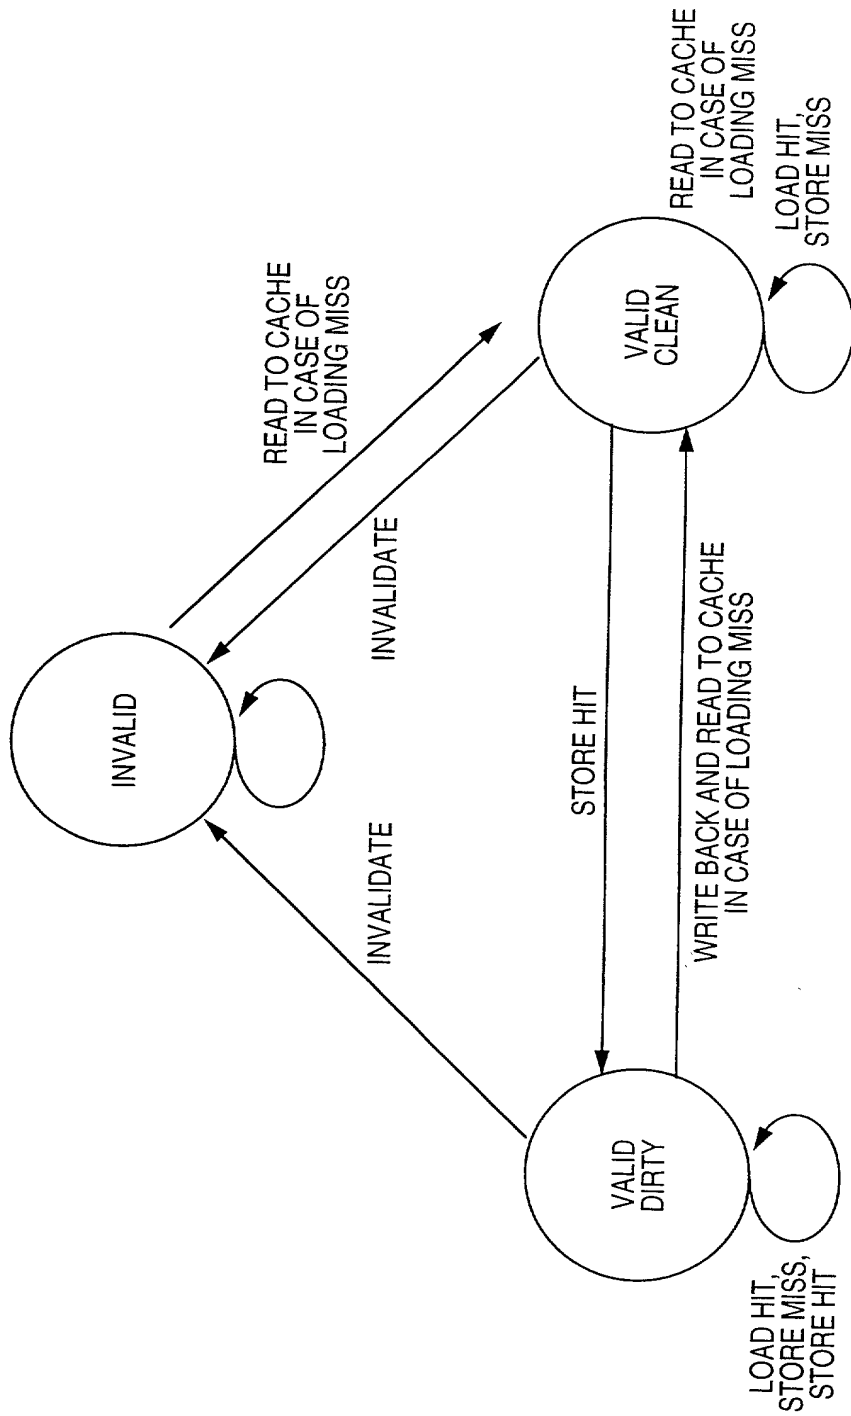 INVALID
READ TO CACHE
IN CASE OF
LOADING MISS
INVALIDATE
INVALIDATE
STORE HIT
WRITE BACK AND READ TO CACHE
IN CASE OF LOADING MISS
VALID
DIRTY
LOAD HIT,
STORE MISS,
STORE HIT
VALID
CLEAN
READ TO CACHE
IN CASE OF
LOADING MISS
LOAD HIT,
STORE MISS